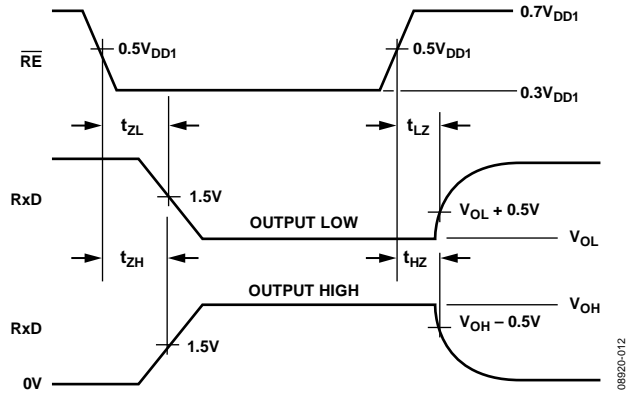 0.7V_DD1
RE
0.5V_DD1
0.5V_DD1
0.3V_DD1
t_ZL
t_LZ
RxD
1.5V
OUTPUT LOW
V_OL + 0.5V
V_OL
t_ZH
t_HZ
OUTPUT HIGH
V_OH
RxD
V_OH – 0.5V
1.5V
0V
08920-012